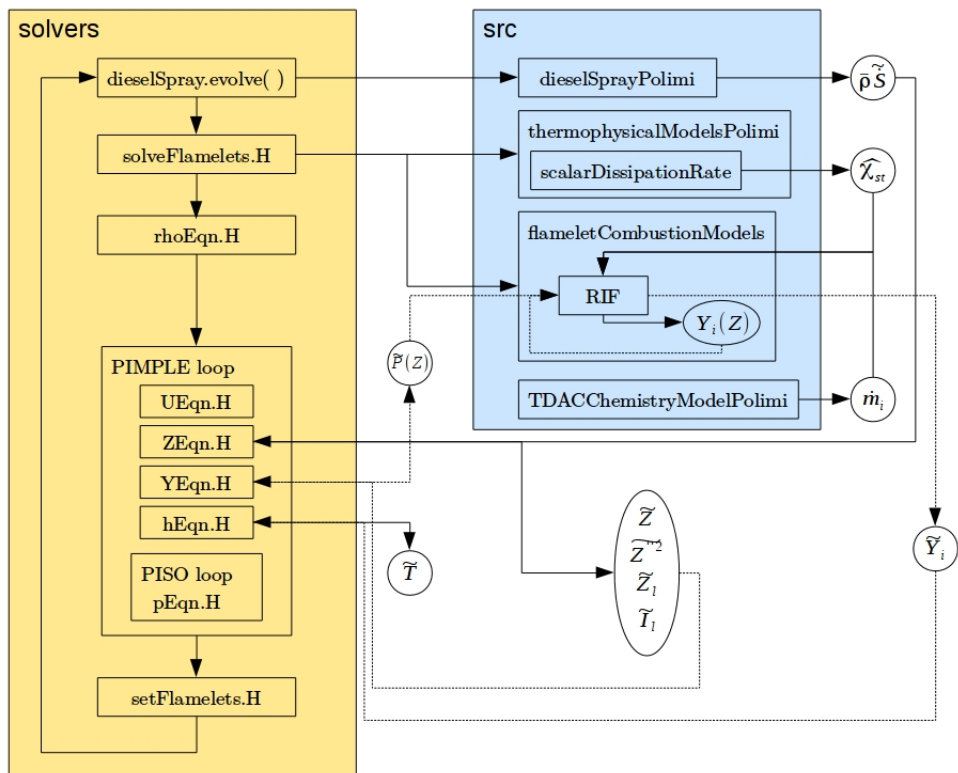 solvers
dieselSpray.evolve( )
solveFlamelets.H
rhoEqn.H
PIMPLE loop
UEqn.H
ZEqn.H
YEqn.H
hEqn.H
PISO loop
pEqn.H
setFlamelets.H
src
dieselSprayPolimi
thermophysicalModelsPolimi
scalarDissipationRate
flameletCombustionModels
RIF
Y_i(Z)
TDACChemistryModelPolimi
ρ̄ S̃̇
χ̂_st
ṁ_i
P̃(Z)
T̃
Z̃
Z̃''²
Z̃_l
Ĩ_l
Ỹ_i